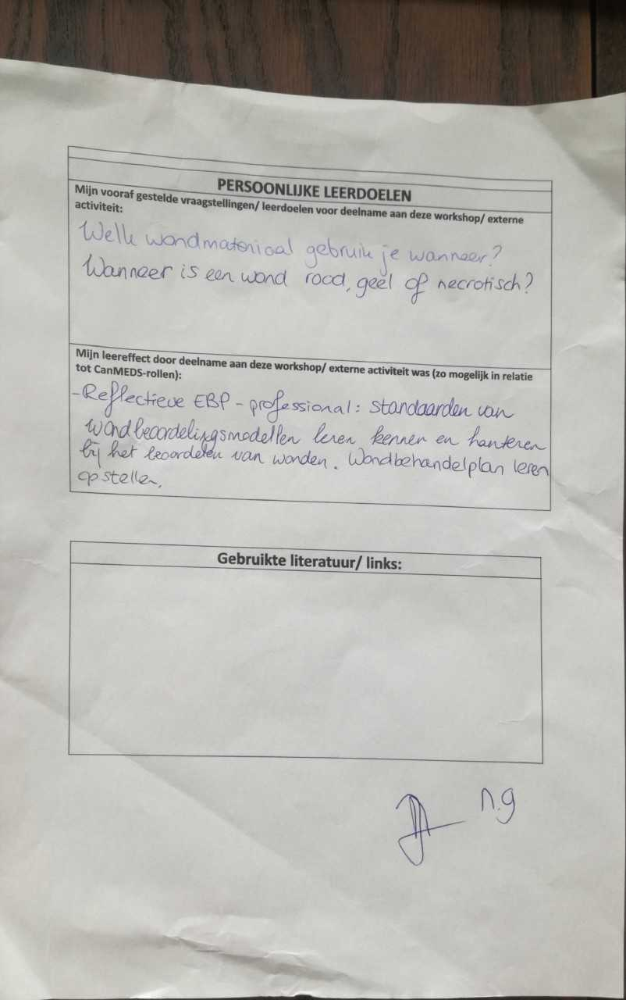 PERSOONLIJKE LEERDOELEN
Mijn vooraf gestelde vraagstellingen/ leerdoelen voor deelname aan deze workshop/ externe
activiteit:
Welk wondmateriaal gebruik je wanneer?
Wanneer is een wond rood, geel of necrotisch?
Mijn leereffect door deelname aan deze workshop/ externe activiteit was (zo mogelijk in relatie
tot CanMEDS-rollen):
-Reflectieve EBP - professional: standaarden van
wondbeoordelingsmodellen leren kennen en hanteren
bij het beoordelen van wonden. Wondbehandelplan leren
opstellen.
Gebruikte literatuur/ links:
n.g